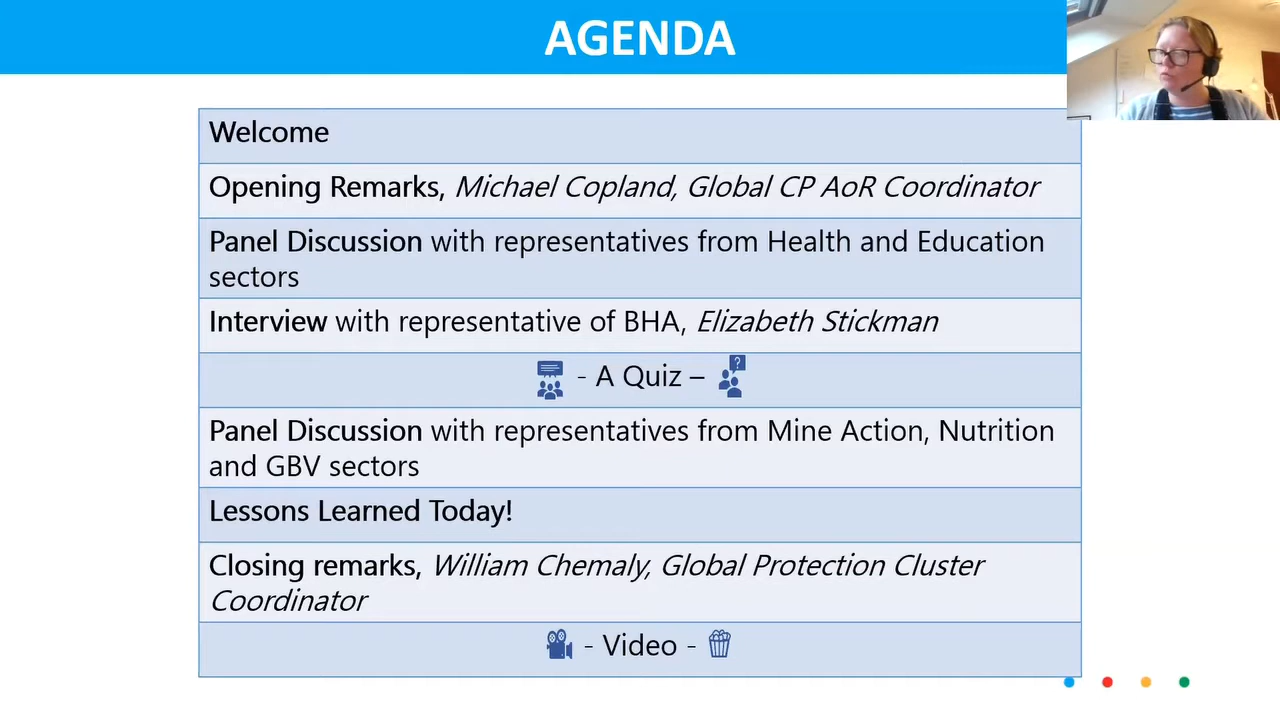 AGENDA
Welcome
Opening Remarks, Michael Copland, Global CP AoR Coordinator
Panel Discussion with representatives from Health and Education
sectors
Interview with representative of BHA, Elizabeth Stickman
- A Quiz –
?
Panel Discussion with representatives from Mine Action, Nutrition
and GBV sectors
Lessons Learned Today!
Closing remarks, William Chemaly, Global Protection Cluster
Coordinator
- Video -